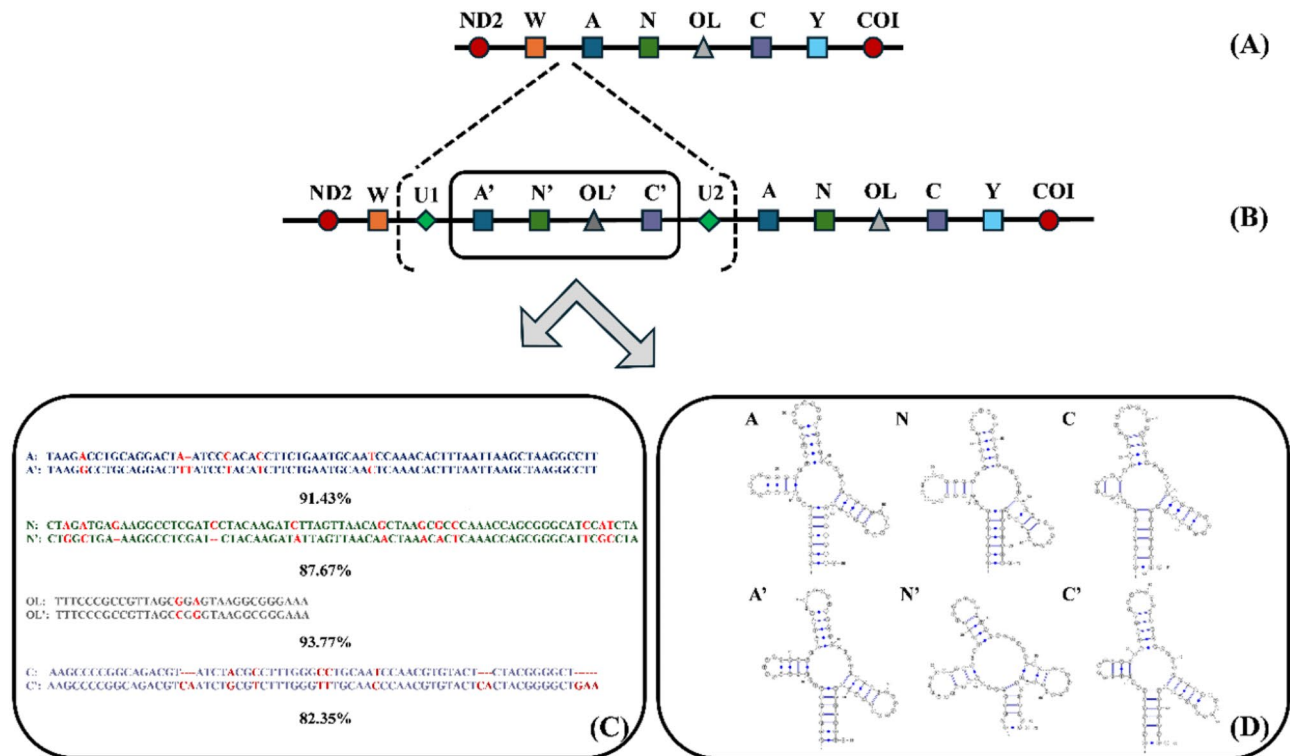 ND2 W A N OL C Y COI
(A)
ND2 W U1 A' N' OL' C' U2 A N OL C Y COI
(B)
A: TAAGACCTGCAGGACTA–ATCCCACACCTTCTGAATGCAATCCAAACACTTTAATTAAGCTAAGGCCTT
A': TAAGGCCTGCAGGACTTTATCCTACATCTTCTGAATGCAACTCAAACACTTTAATTAAGCTAAGGCCTT
91.43%
N: CTAGATGAGAAGGCCTCGATCCTACAAGATCTTAGTTAACAGCTAAGCGCCCAAACCAGCGGGCATCCATCTA
N': CTGGCTGA–AAGGCCTCGAT–CTACAAGATATTAGTTAACAACTAAACACTCAAACCAGCGGGCATTCGCCTA
87.67%
OL: TTTCCCGCCGTTAGCGGAGTAAGGCGGGAAA
OL': TTTCCCGCCGTTAGCCGGGTAAGGCGGGAAA
93.77%
C: AAGCCCCGGCAGACGT---ATCTACGCCTTTGGGCCTGCAATCCAACGTGTACT---CTACGGGGCT-----
C': AAGCCCCGGCAGACGTCAATCTGCGTCTTTGGGTTTGCAACCCAACGTGTACTCACTACGGGGCTGAA
82.35%
(C)
A N C
A' N' C'
(D)